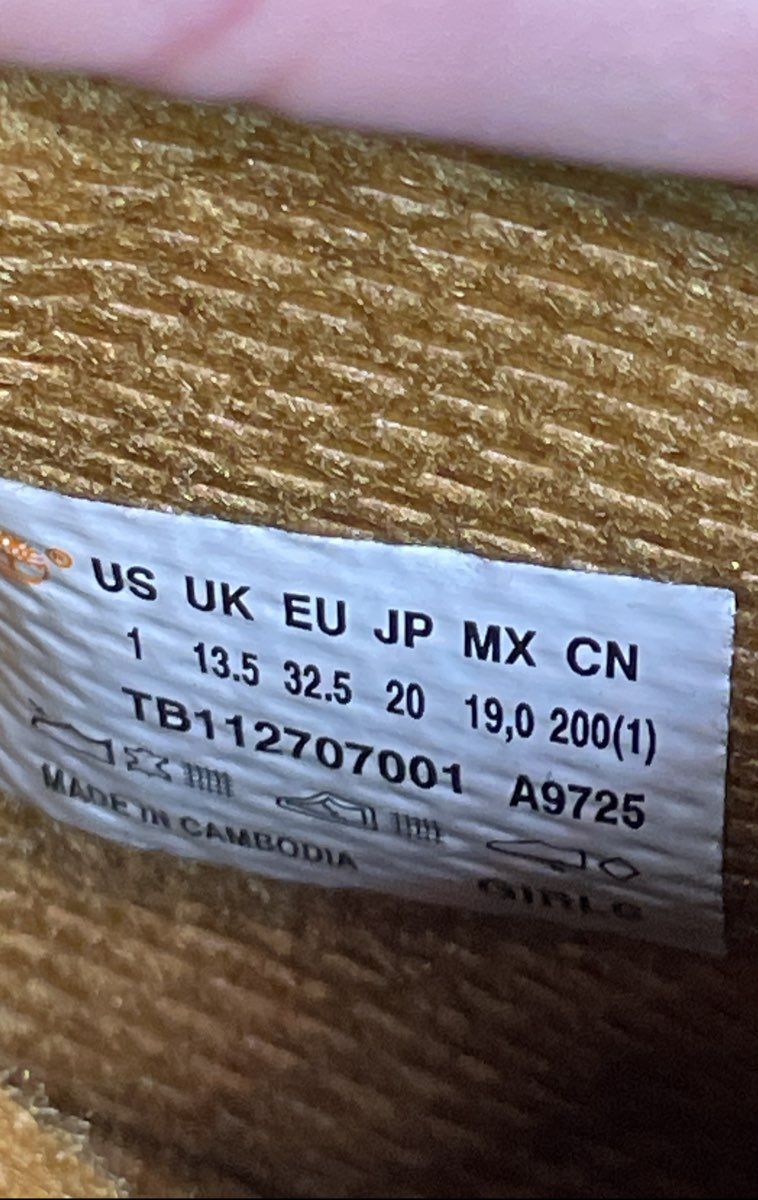 ®
US UK EU JP MX CN
1 13.5 32.5 20 19,0 200(1)
TB112707001 A9725
MADE IN CAMBODIA
GIRLS